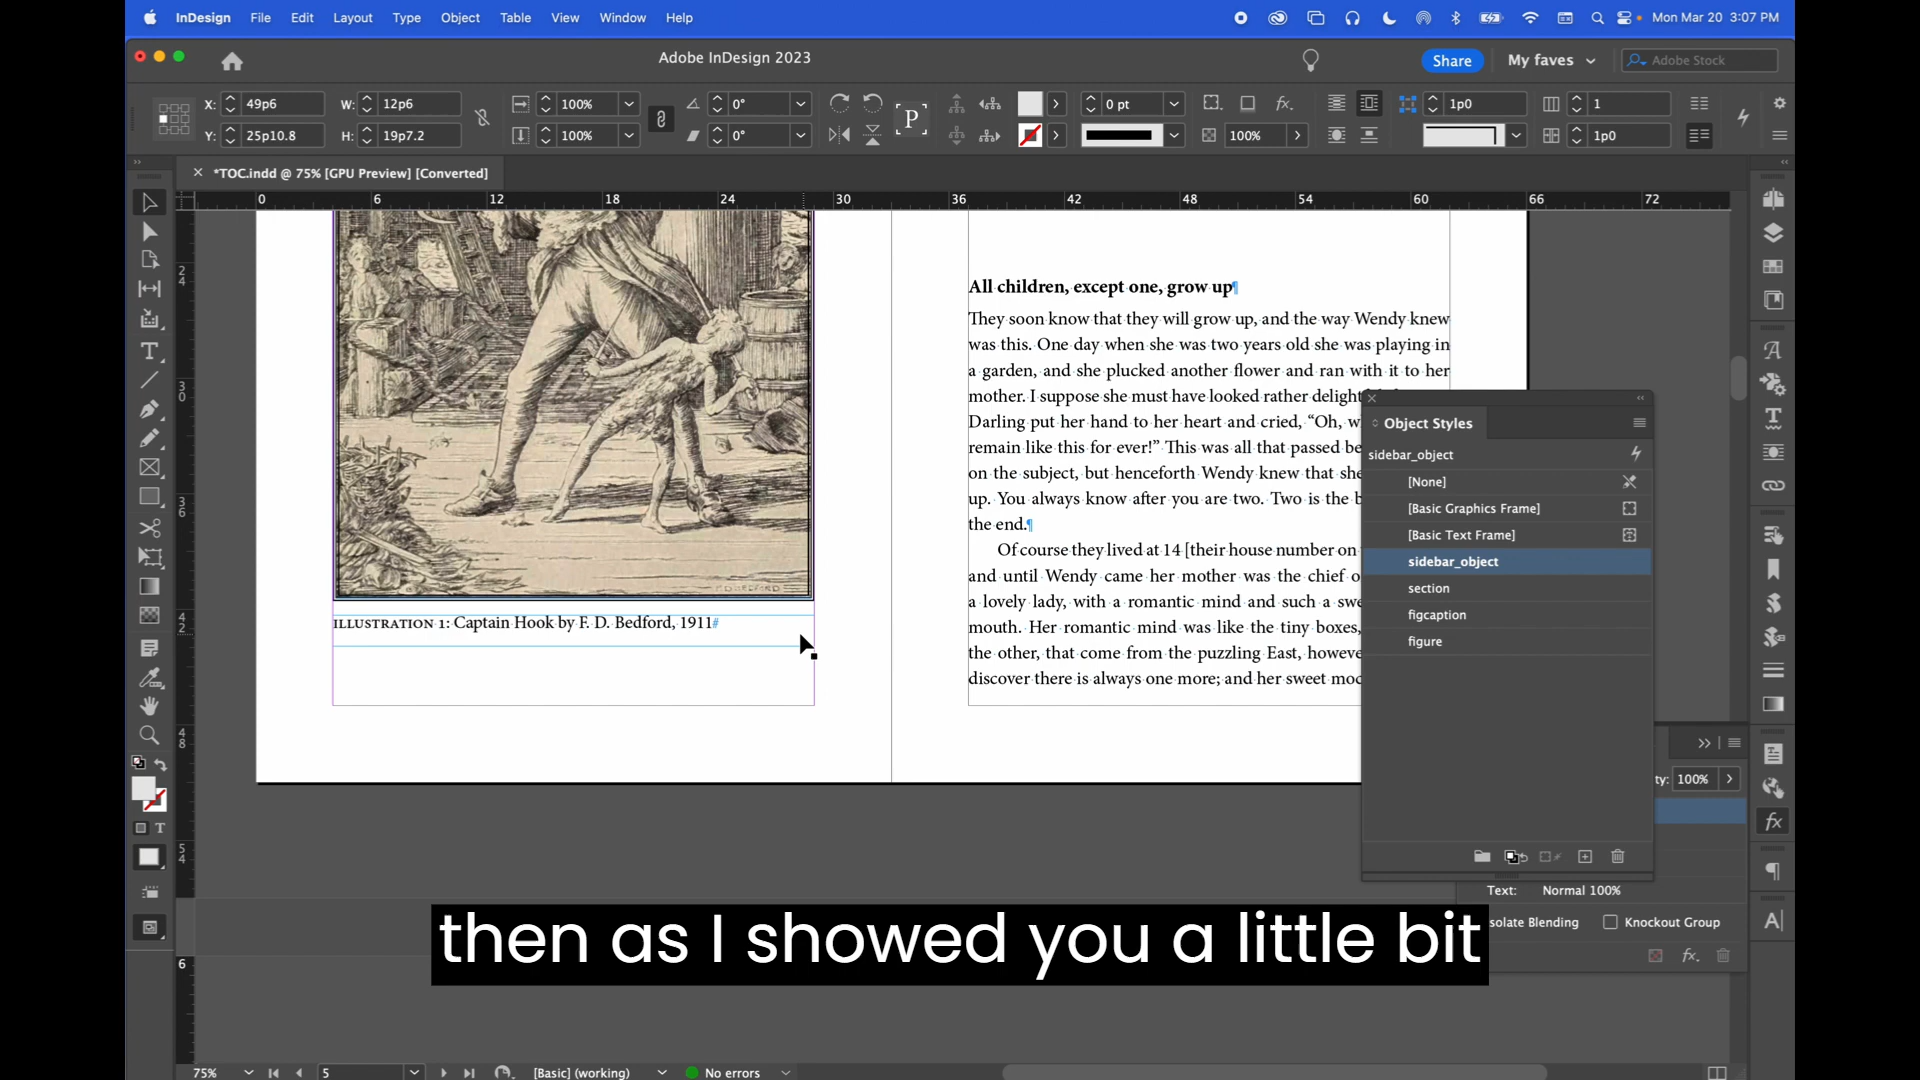 InDesign File Edit Layout Type Object Table View Window Help
Mon Mar 20 3:07 PM
Adobe InDesign 2023
Share
My faves
Adobe Stock
X: 49p6
W: 12p6
100%
0°
0 pt
1p0
1
Y: 25p10.8
H: 19p7.2
100%
0°
P
fx.
100%
1p0
*TOC.indd @ 75% [GPU Preview] [Converted]
0 6 12 18 24 30 36 42 48 54 60 66 72
24
30
36
42
48
54
6
ILLUSTRATION 1: Captain Hook by F. D. Bedford, 1911#
All children, except one, grow up¶
They soon know that they will grow up, and the way Wendy knew
was this. One day when she was two years old she was playing in
a garden, and she plucked another flower and ran with it to her
mother. I suppose she must have looked rather delight
Darling put her hand to her heart and cried, “Oh, w
remain like this for ever!” This was all that passed be
on the subject, but henceforth Wendy knew that she
up. You always know after you are two. Two is the b
the end.¶
Of course they lived at 14 [their house number on
and until Wendy came her mother was the chief o
a lovely lady, with a romantic mind and such a swe
mouth. Her romantic mind was like the tiny boxes,
the other, that come from the puzzling East, howeve
discover there is always one more; and her sweet moc
Object Styles
sidebar_object
[None]
[Basic Graphics Frame]
[Basic Text Frame]
sidebar_object
section
figcaption
figure
ty: 100%
Text: Normal 100%
solate Blending
Knockout Group
fx.
then as I showed you a little bit
75%
5
[Basic] (working)
No errors